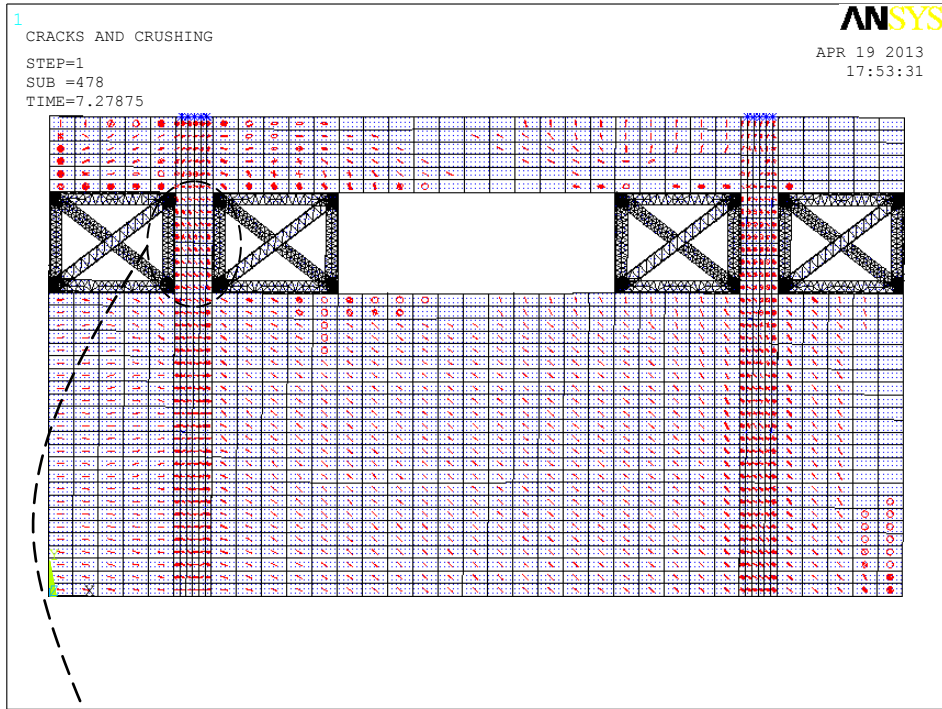 1
ANSYS
CRACKS AND CRUSHING
STEP=1
SUB =478
TIME=7.27875
APR 19 2013
17:53:31
Y
Z X